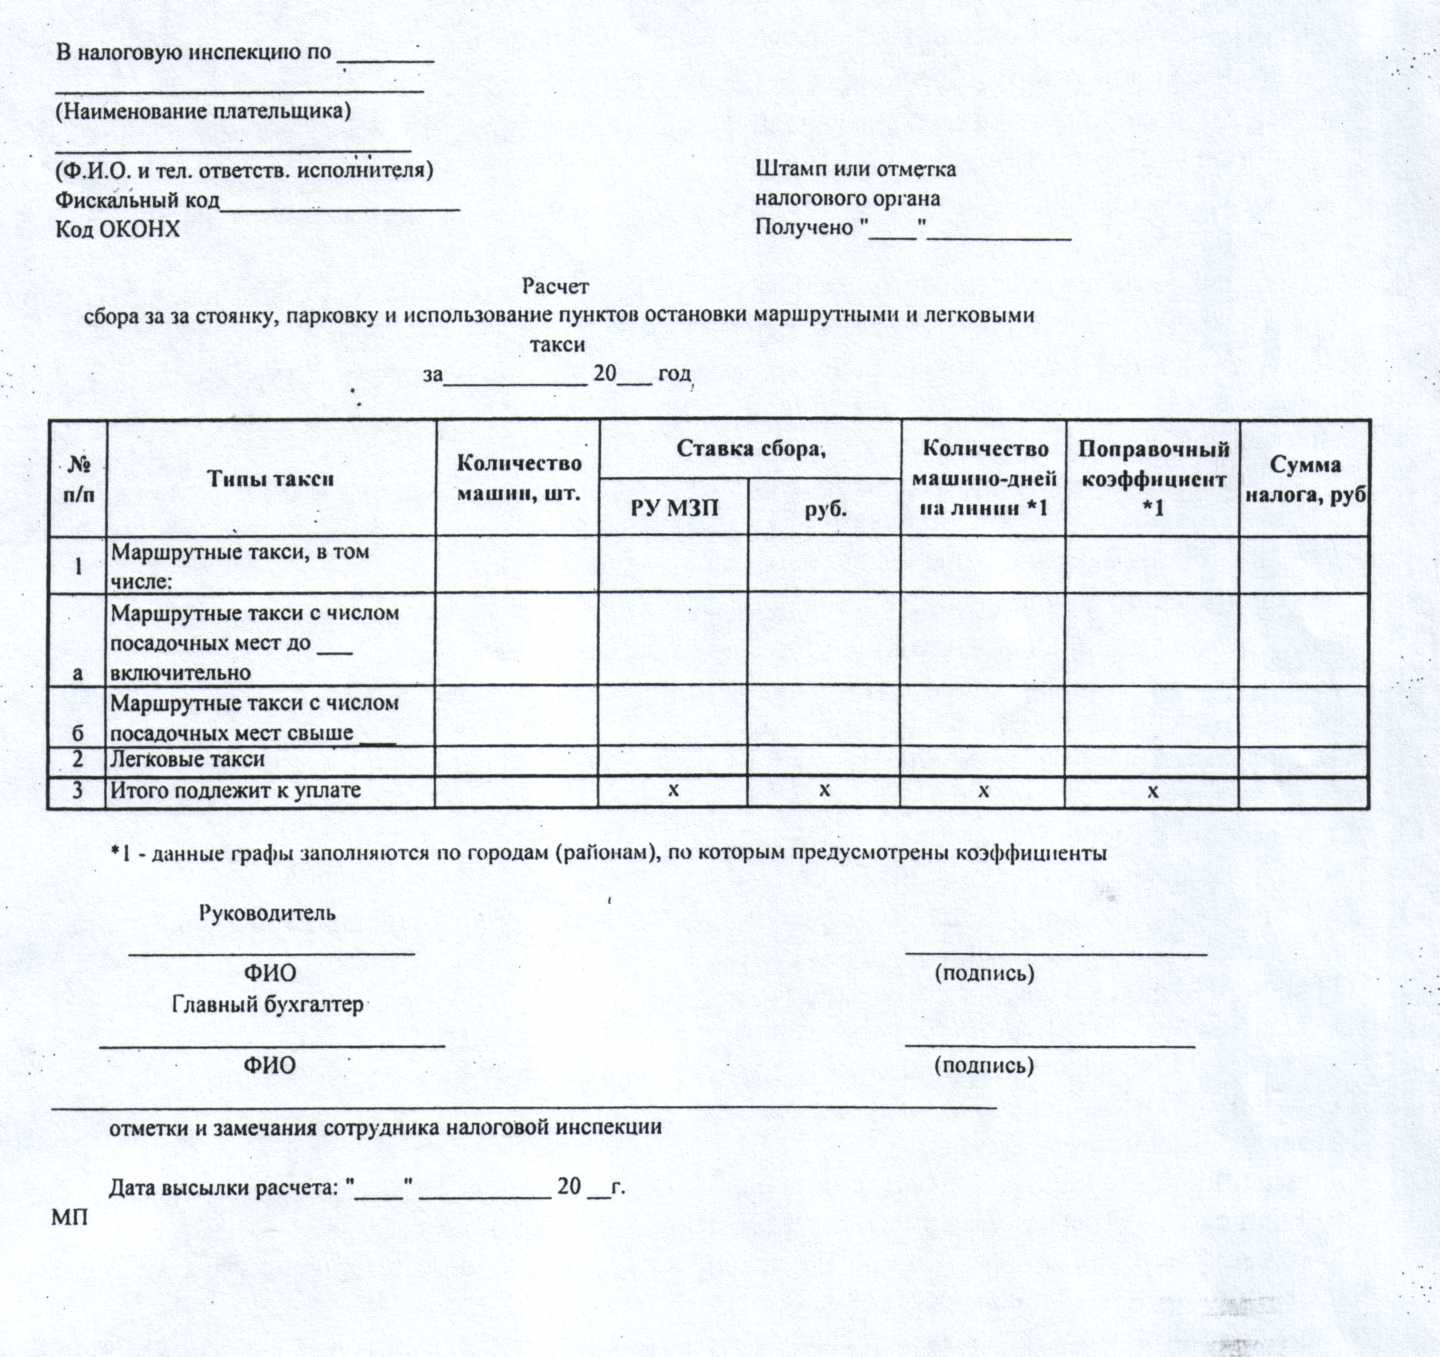 В налоговую инспекцию по ________
(Наименование плательщика)
(Ф.И.О. и тел. ответств. исполнителя)
Фискальный код____________________
Код ОКОНХ
Штамп или отметка
налогового органа
Получено "____"____________
Расчет
сбора за за стоянку, парковку и использование пунктов остановки маршрутными и легковыми
такси
за____________ 20___ год
№ п/п
Типы такси
Количество машин, шт.
Ставка сбора,
РУ МЗП
руб.
Количество машино-дней на линии *1
Поправочный коэффициент *1
Сумма налога, руб
1 Маршрутные такси, в том
числе:
Маршрутные такси с числом
посадочных мест до ___
а включительно
Маршрутные такси с числом
б посадочных мест свыше ___
2 Легковые такси
3 Итого подлежит к уплате х х х х
*1 - данные графы заполняются по городам (районам), по которым предусмотрены коэффициенты
Руководитель
ФИО (подпись)
Главный бухгалтер
ФИО (подпись)
отметки и замечания сотрудника налоговой инспекции
Дата высылки расчета: "____" ___________ 20 __г.
МП